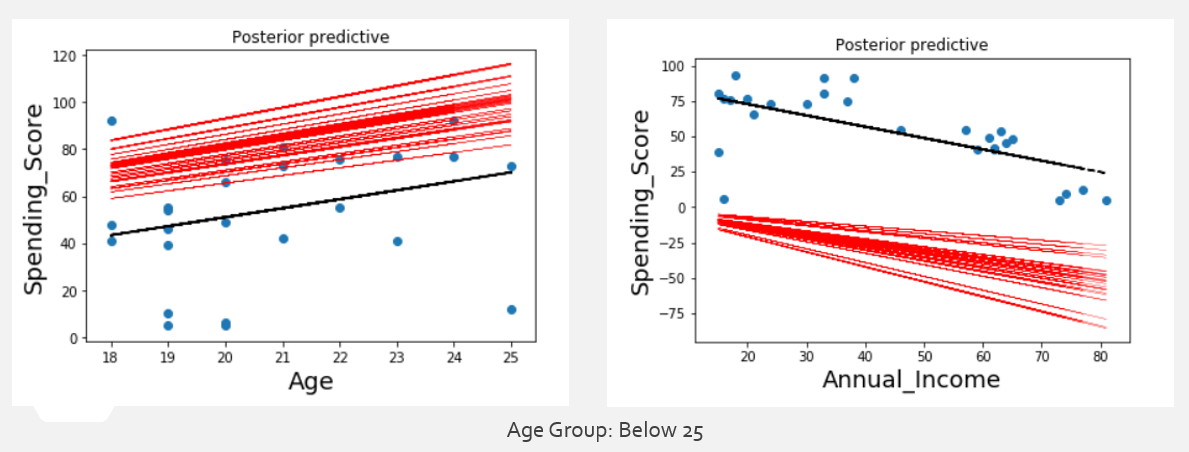 Posterior predictive
120
100
80
60
40
20
0
Spending_Score
18 19 20 21 22 23 24 25
Age
Posterior predictive
100
75
50
25
0
−25
−50
−75
Spending_Score
20 30 40 50 60 70 80
Annual_Income
Age Group: Below 25